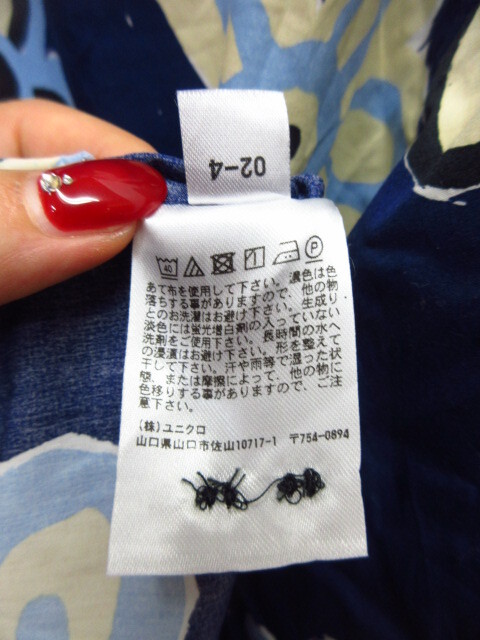 02-4
40
P
あて布を使用して下さい。濃色は色
落ちする事がありますので、他の物
とのお洗濯はお避け下さい。生成り
淡色には蛍光増白剤の入っていない
洗剤をご使用下さい。長時間の水へ
の浸漬はお避け下さい。形を整えて
干して下さい。汗や雨等で湿った状
態、または摩擦によって、他の物に
色移りする事がありますので、ご注
意下さい。
(株)ユニクロ
山口県山口市佐山10717-1 〒754-0894